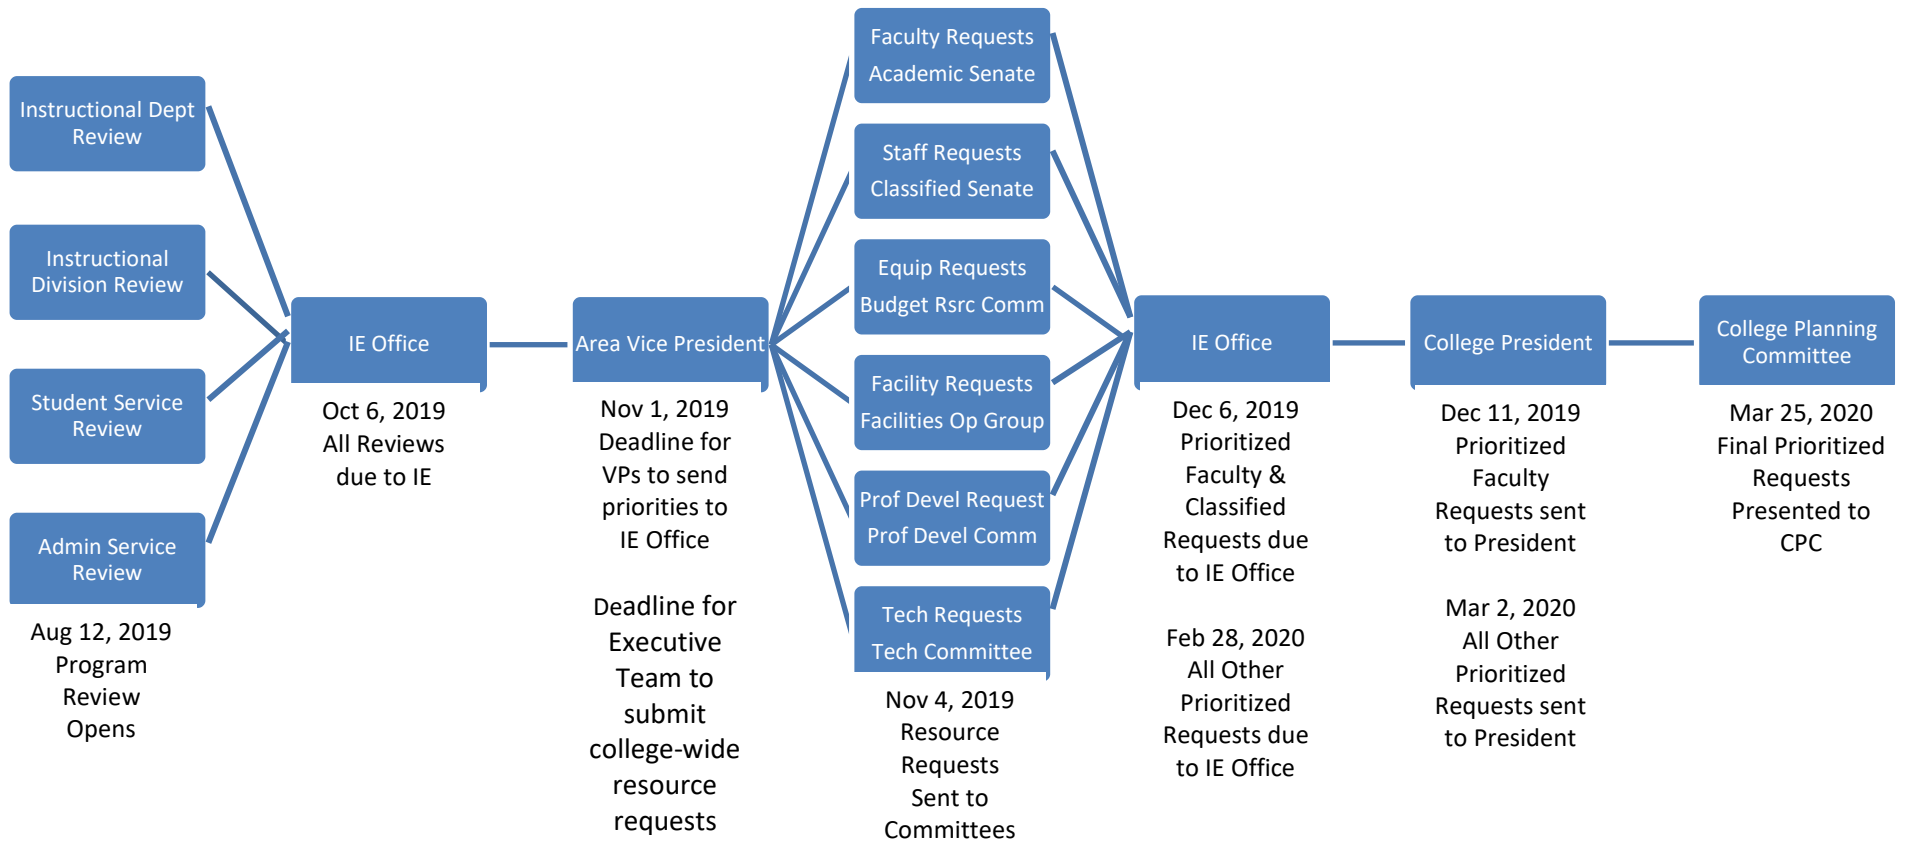 Instructional Dept
Review
Instructional
Division Review
Student Service
Review
Admin Service
Review
Aug 12, 2019
Program
Review
Opens
IE Office
Oct 6, 2019
All Reviews
due to IE
Area Vice President
Nov 1, 2019
Deadline for
VPs to send
priorities to
IE Office
Deadline for
Executive
Team to
submit
college-wide
resource
requests
Faculty Requests
Academic Senate
Staff Requests
Classified Senate
Equip Requests
Budget Rsrc Comm
Facility Requests
Facilities Op Group
Prof Devel Request
Prof Devel Comm
Tech Requests
Tech Committee
Nov 4, 2019
Resource
Requests
Sent to
Committees
IE Office
Dec 6, 2019
Prioritized
Faculty &
Classified
Requests due
to IE Office
Feb 28, 2020
All Other
Prioritized
Requests due
to IE Office
College President
Dec 11, 2019
Prioritized
Faculty
Requests sent
to President
Mar 2, 2020
All Other
Prioritized
Requests sent
to President
College Planning
Committee
Mar 25, 2020
Final Prioritized
Requests
Presented to
CPC